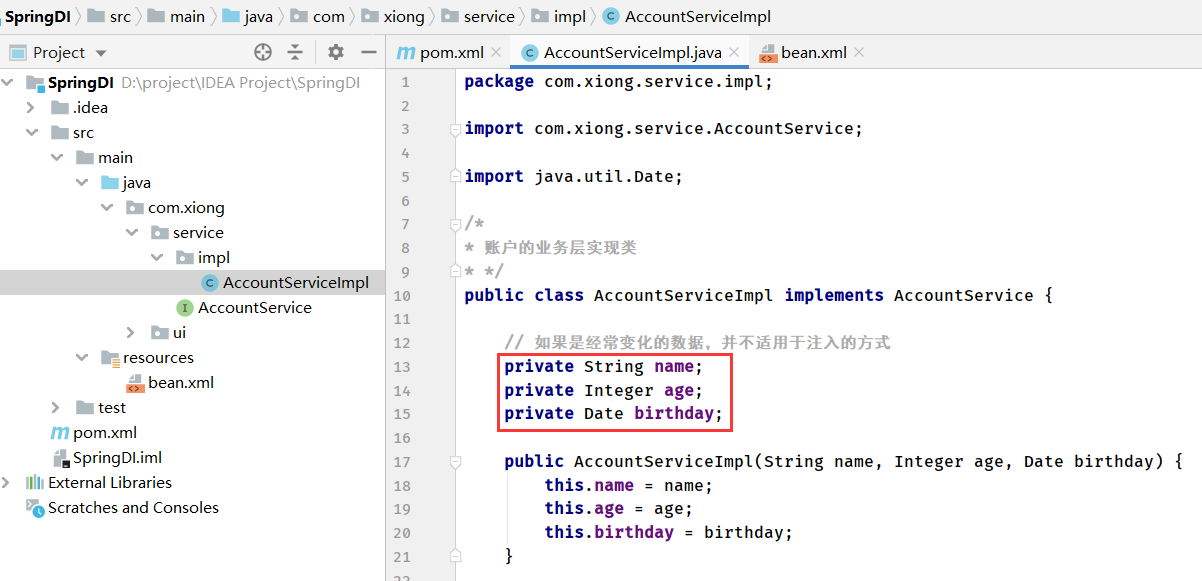 SpringDI src main java com xiong service impl AccountServiceImpl
Project
pom.xml AccountServiceImpl.java bean.xml
SpringDI D:\project\IDEA Project\SpringDI
.idea
src
main
java
com.xiong
service
impl
AccountServiceImpl
AccountService
ui
resources
bean.xml
test
pom.xml
SpringDI.iml
External Libraries
Scratches and Consoles
1 package com.xiong.service.impl;
2
3 import com.xiong.service.AccountService;
4
5 import java.util.Date;
6
7 /*
8 * 账户的业务层实现类
9 * */
10 public class AccountServiceImpl implements AccountService {
11
12 // 如果是经常变化的数据，并不适用于注入的方式
13 private String name;
14 private Integer age;
15 private Date birthday;
16
17 public AccountServiceImpl(String name, Integer age, Date birthday) {
18 this.name = name;
19 this.age = age;
20 this.birthday = birthday;
21 }
22